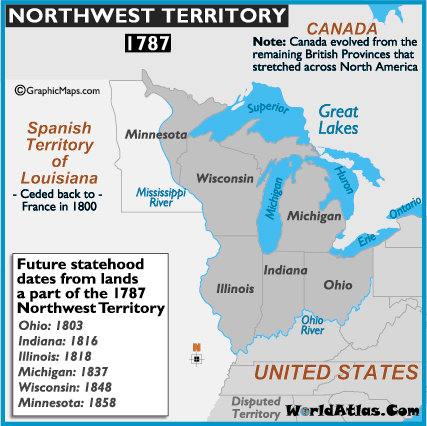 NORTHWEST TERRITORY
1787
CANADA
Note: Canada evolved from the
remaining British Provinces that
stretched across North America
©GraphicMaps.com
Spanish
Territory
of
Louisiana
- Ceded back to -
France in 1800
Minnesota
Superior
Great
Lakes
Wisconsin
Mississippi
River
Michigan
Huron
Michigan
Ontario
Erie
Indiana
Illinois
Ohio
Ohio
River
Future statehood
dates from lands
a part of the 1787
Northwest Territory
Ohio: 1803
Indiana: 1816
Illinois: 1818
Michigan: 1837
Wisconsin: 1848
Minnesota: 1858
N
UNITED STATES
Disputed
Territory
WorldAtlas.Com